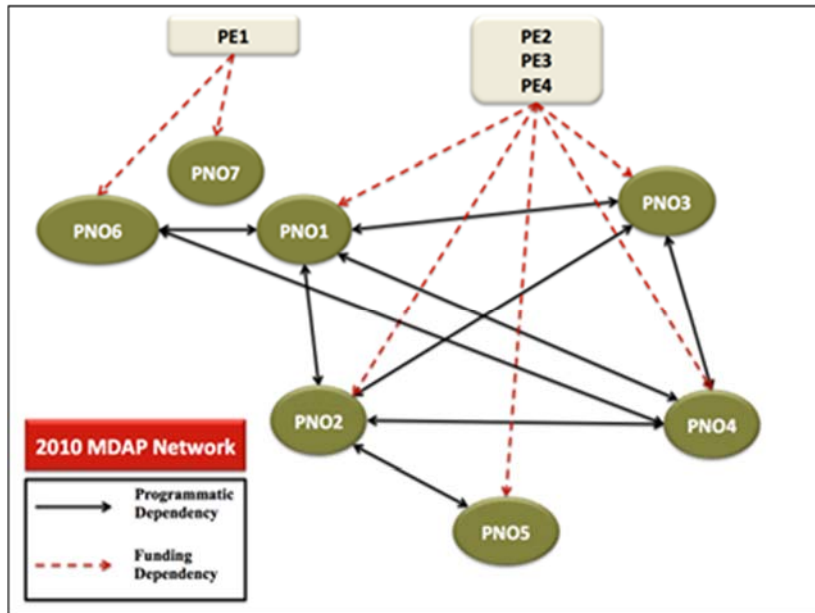 PE1
PE2
PE3
PE4
PNO7
PNO3
PNO6
PNO1
PNO2
PNO4
2010 MDAP Network
Programmatic
Dependency
PNO5
Funding
Dependency